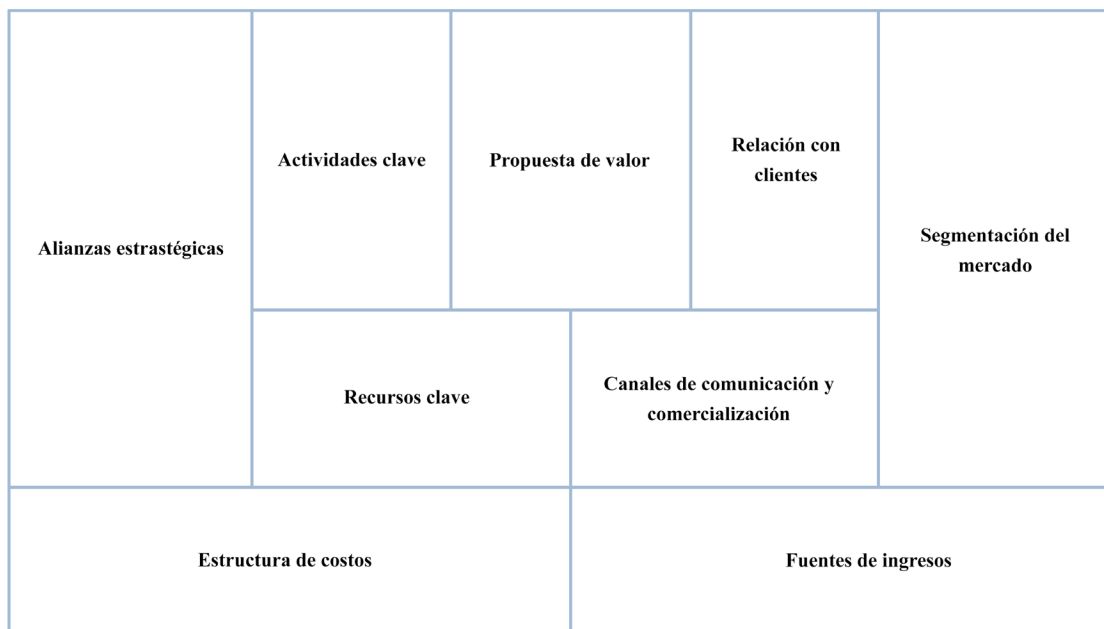 Alianzas estrastégicas
Actividades clave
Propuesta de valor
Relación con
clientes
Segmentación del
mercado
Recursos clave
Canales de comunicación y
comercialización
Estructura de costos
Fuentes de ingresos